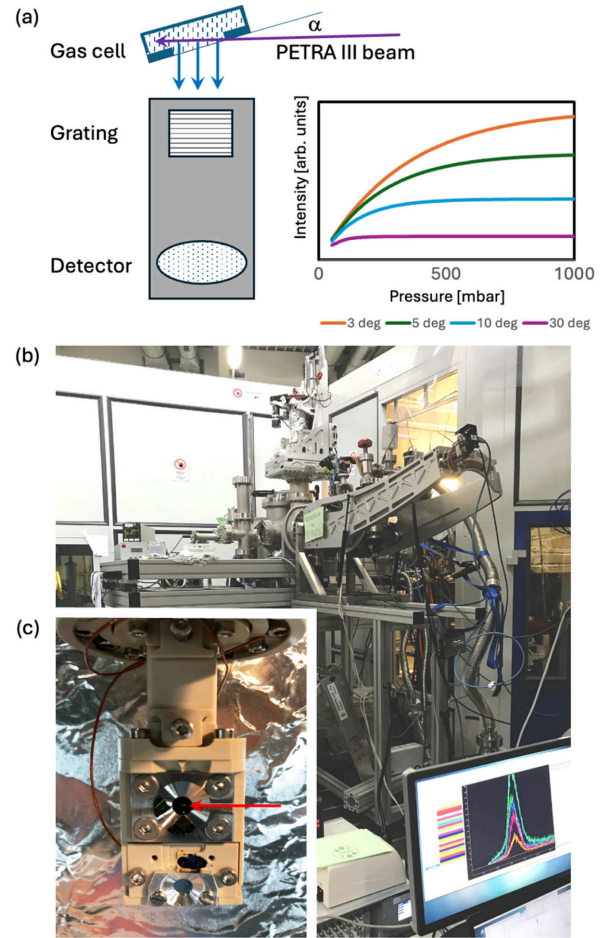 (a)
Gas cell
α
PETRA III beam
Grating
Detector
Intensity [arb. units]
0
500
1000
Pressure [mbar]
3 deg
5 deg
10 deg
30 deg
(b)
(c)